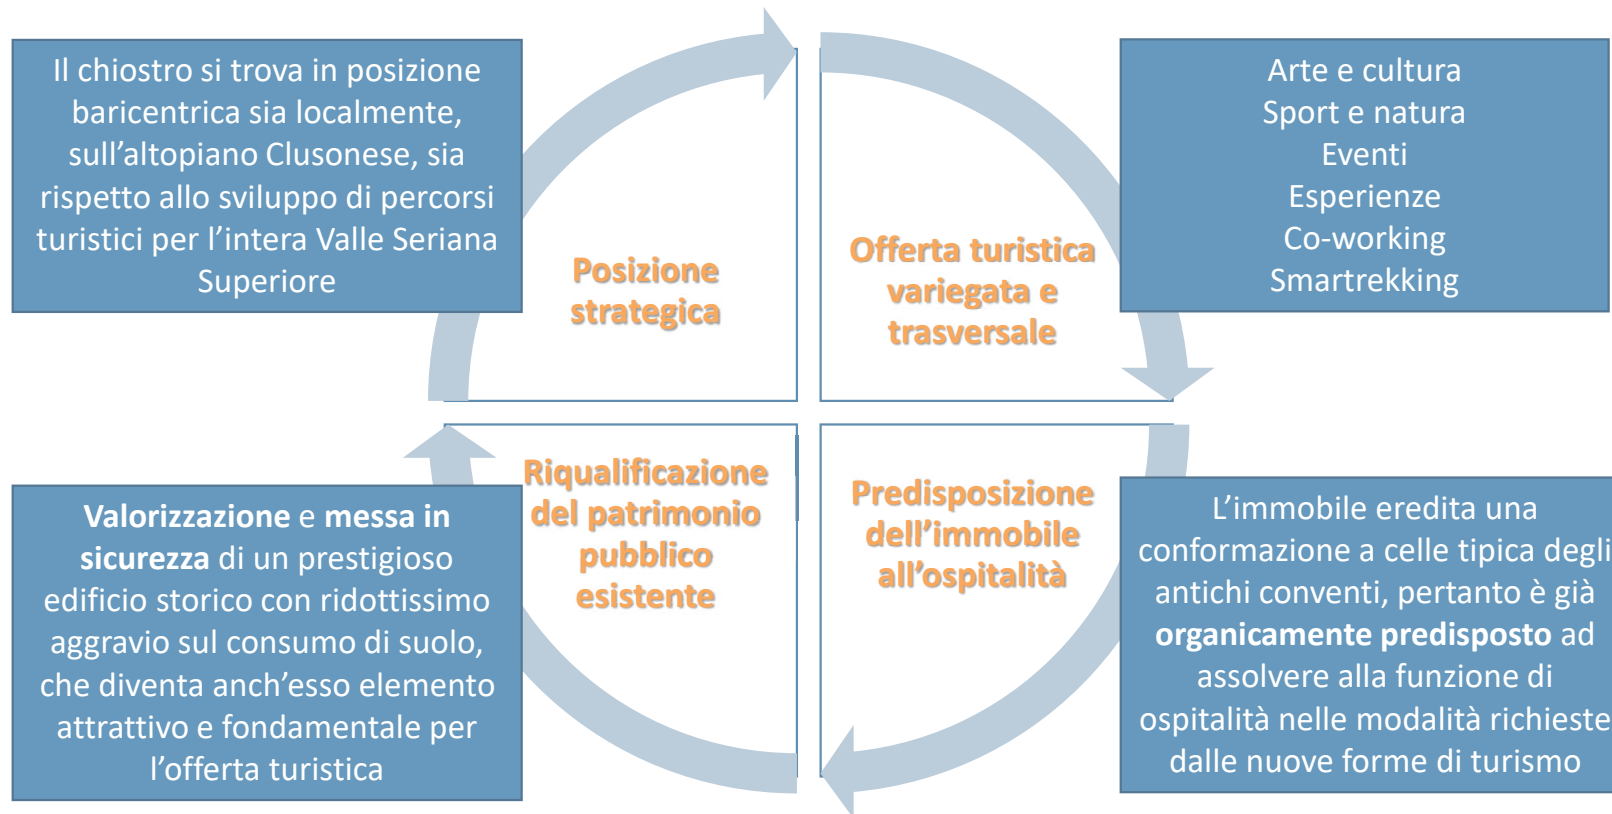 Il chiostro si trova in posizione
baricentrica sia localmente,
sull’altopiano Clusonese, sia
rispetto allo sviluppo di percorsi
turistici per l’intera Valle Seriana
Superiore
Posizione
strategica
Offerta turistica
variegata e
trasversale
Arte e cultura
Sport e natura
Eventi
Esperienze
Co-working
Smartrekking
Valorizzazione e messa in
sicurezza di un prestigioso
edificio storico con ridottissimo
aggravio sul consumo di suolo,
che diventa anch’esso elemento
attrattivo e fondamentale per
l’offerta turistica
Riqualificazione
del patrimonio
pubblico
esistente
Predisposizione
dell’immobile
all’ospitalità
L’immobile eredita una
conformazione a celle tipica degli
antichi conventi, pertanto è già
organicamente predisposto ad
assolvere alla funzione di
ospitalità nelle modalità richieste
dalle nuove forme di turismo